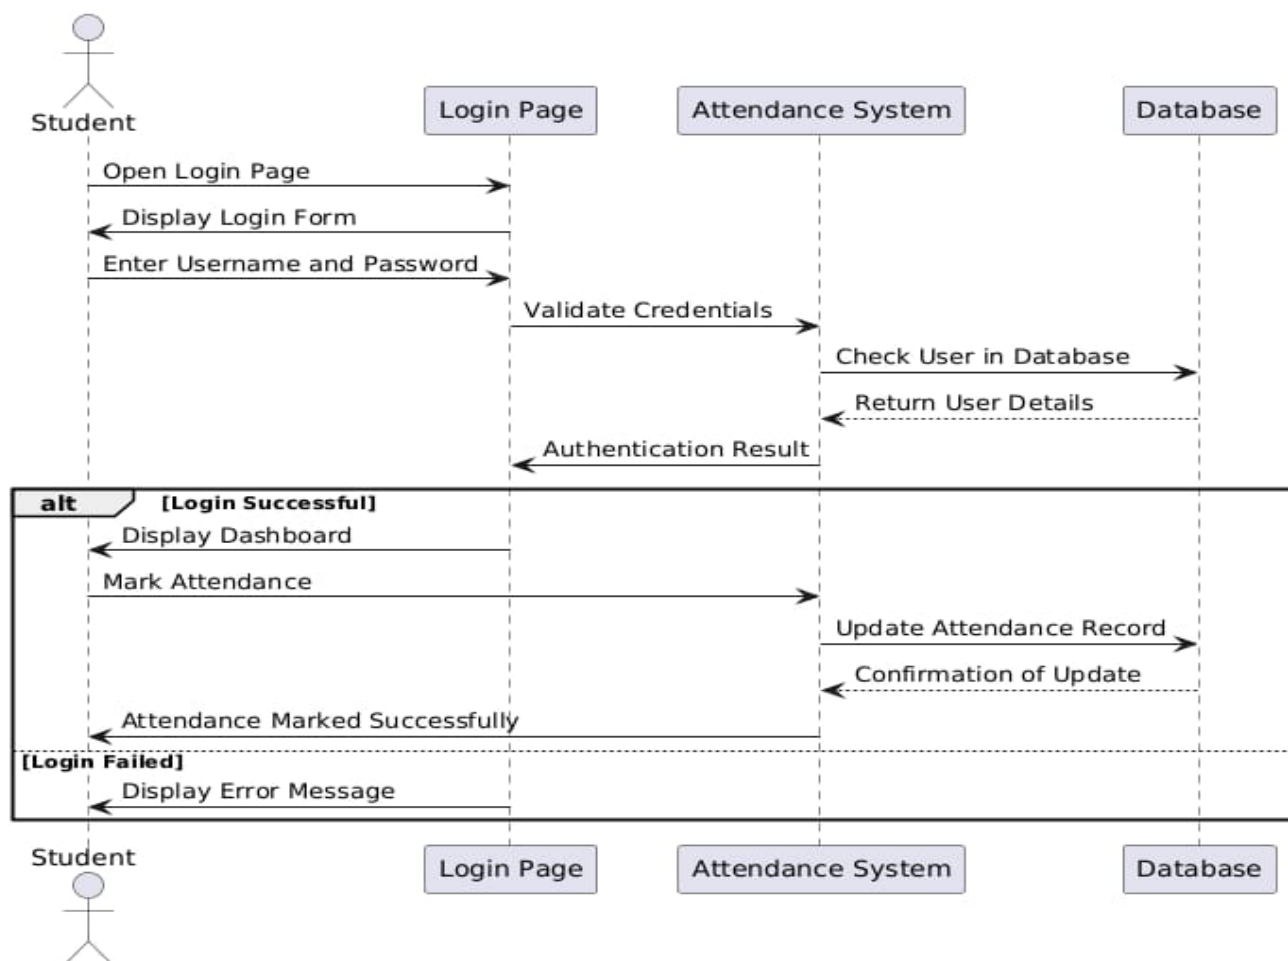 Student
Login Page
Attendance System
Database
Open Login Page
Display Login Form
Enter Username and Password
Validate Credentials
Check User in Database
Return User Details
Authentication Result
alt
[Login Successful]
Display Dashboard
Mark Attendance
Update Attendance Record
Confirmation of Update
Attendance Marked Successfully
[Login Failed]
Display Error Message
Student
Login Page
Attendance System
Database